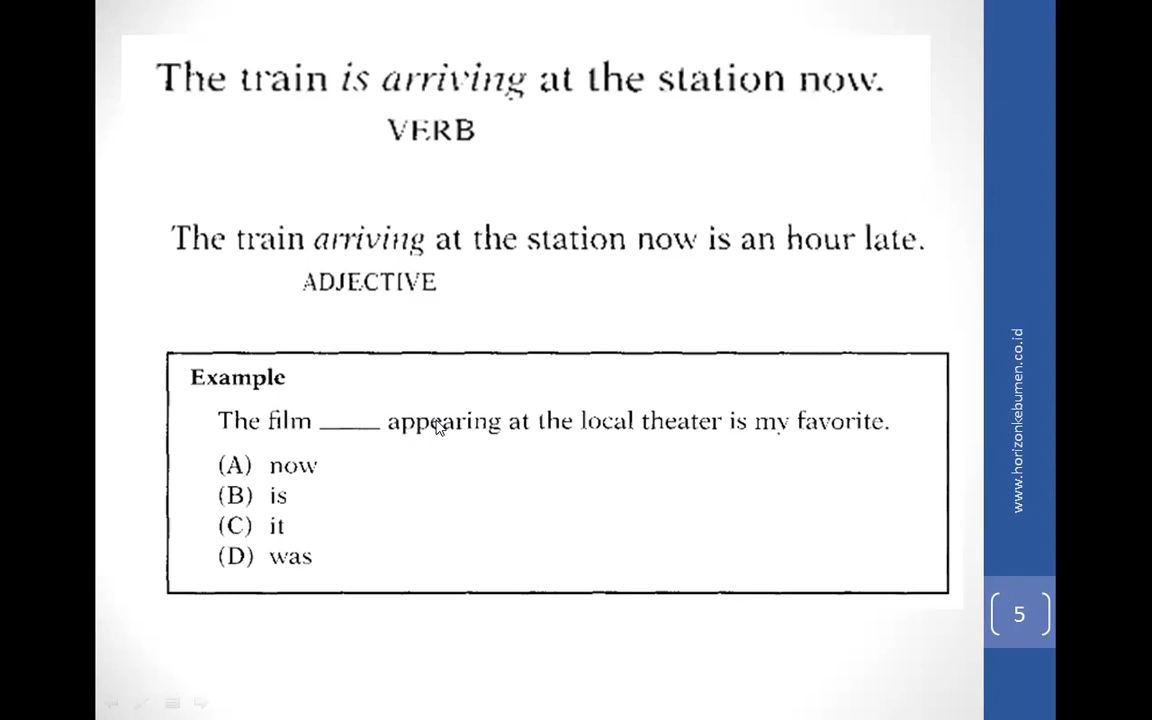 The train is arriving at the station now.
VERB
The train arriving at the station now is an hour late.
ADJECTIVE
Example
The film _____ appearing at the local theater is my favorite.
(A) now
(B) is
(C) it
(D) was
www.horizonkebumen.co.id
5